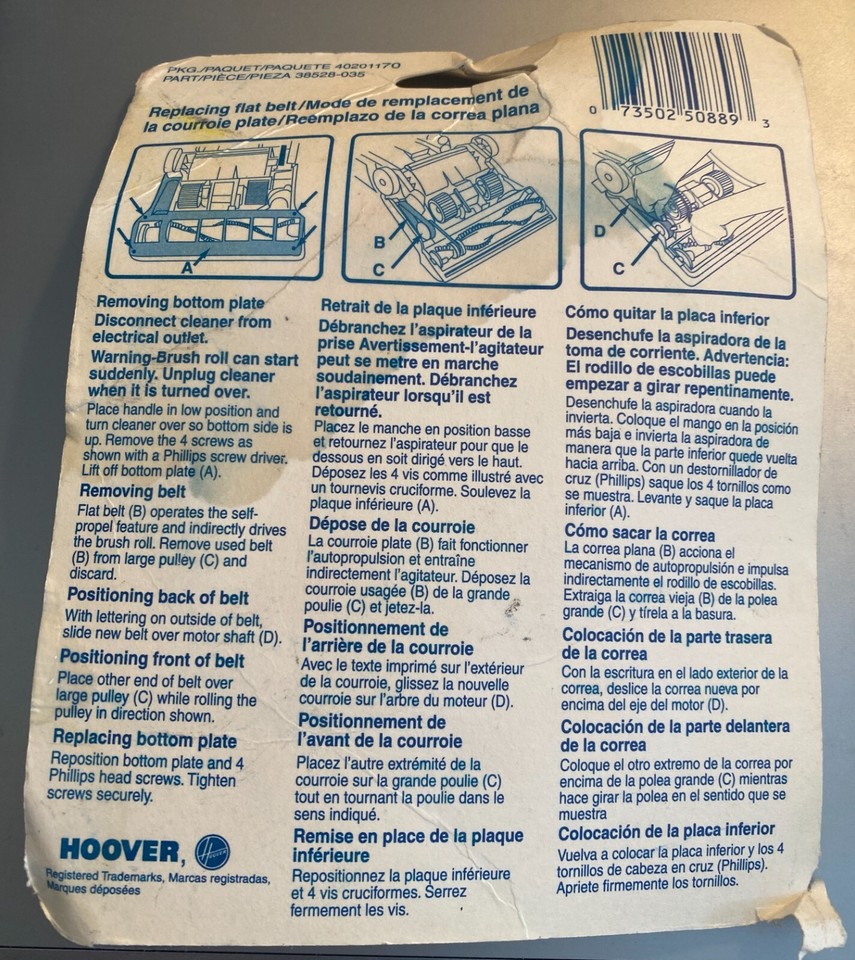 PKG./PAQUET/PAQUETE 40201170
PART/PIÈCE/PIEZA 38528-035
0 73502 50889 3
Replacing flat belt/Mode de remplacement de
la courroie plate/Reemplazo de la correa plana
A
B
C
D
C
Removing bottom plate
Disconnect cleaner from
electrical outlet.
Warning-Brush roll can start
suddenly. Unplug cleaner
when it is turned over.
Place handle in low position and
turn cleaner over so bottom side is
up. Remove the 4 screws as
shown with a Phillips screw driver.
Lift off bottom plate (A).
Removing belt
Flat belt (B) operates the self-
propel feature and indirectly drives
the brush roll. Remove used belt
(B) from large pulley (C) and
discard.
Positioning back of belt
With lettering on outside of belt,
slide new belt over motor shaft (D).
Positioning front of belt
Place other end of belt over
large pulley (C) while rolling the
pulley in direction shown.
Replacing bottom plate
Reposition bottom plate and 4
Phillips head screws. Tighten
screws securely.
HOOVER,
HOOVER
Registered Trademarks, Marcas registradas,
Marques déposées
Retrait de la plaque inférieure
Débranchez l'aspirateur de la
prise Avertissement-l'agitateur
peut se metre en marche
soudainement. Débranchez
l'aspirateur lorsqu'il est
retourné.
Placez le manche en position basse
et retournez l'aspirateur pour que le
dessous en soit dirigé vers le haut.
Déposez les 4 vis comme illustré avec
un tournevis cruciforme. Soulevez la
plaque inférieure (A).
Dépose de la courroie
La courroie plate (B) fait fonctionner
l'autopropulsion et entraîne
indirectement l'agitateur. Déposez la
courroie usagée (B) de la grande
poulie (C) et jetez-la.
Positionnement de
l'arrière de la courroie
Avec le texte imprimé sur l'extérieur
de la courroie, glissez la nouvelle
courroie sur l'arbre du moteur (D).
Positionnement de
l'avant de la courroie
Placez l'autre extrémité de la
courroie sur la grande poulie (C)
tout en tournant la poulie dans le
sens indiqué.
Remise en place de la plaque
inférieure
Repositionnez la plaque inférieure
et 4 vis cruciformes. Serrez
fermement les vis.
Cómo quitar la placa inferior
Desenchufe la aspiradora de la
toma de corriente. Advertencia:
El rodillo de escobillas puede
empezar a girar repentinamente.
Desenchufe la aspiradora cuando la
invierta. Coloque el mango en la posición
más baja e invierta la aspiradora de
manera que la parte inferior quede vuelta
hacia arriba. Con un destornillador de
cruz (Phillips) saque los 4 tornillos como
se muestra. Levante y saque la placa
inferior (A).
Cómo sacar la correa
La correa plana (B) acciona el
mecanismo de autopropulsión e impulsa
indirectamente el rodillo de escobillas.
Extraiga la correa vieja (B) de la polea
grande (C) y tírela a la basura.
Colocación de la parte trasera
de la correa
Con la escritura en el lado exterior de la
correa, deslice la correa nueva por
encima del eje del motor (D).
Colocación de la parte delantera
de la correa
Coloque el otro extremo de la correa por
encima de la polea grande (C) mientras
hace girar la polea en el sentido que se
muestra
Colocación de la placa inferior
Vuelva a colocar la placa inferior y los 4
tornillos de cabeza en cruz (Phillips).
Apriete firmemente los tornillos.